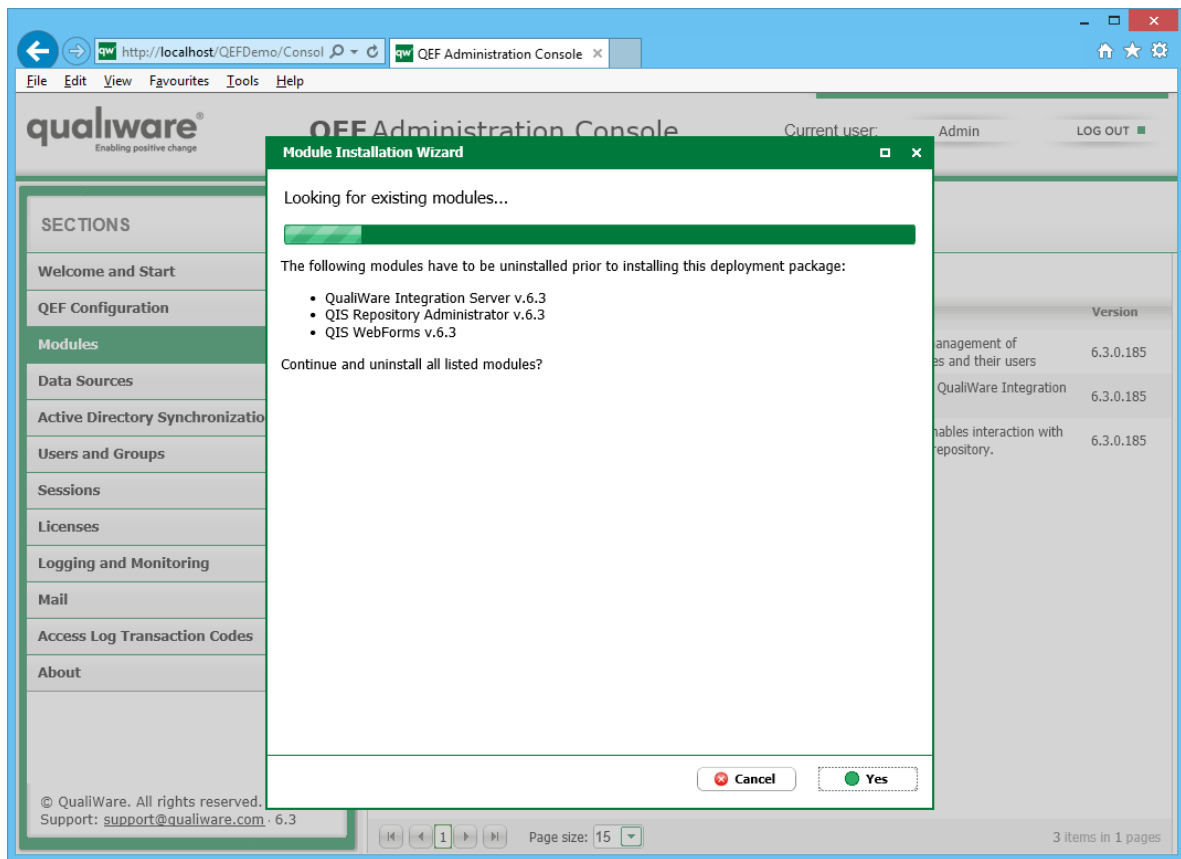 http://localhost/QEFDemo/Consol
QEF Administration Console
File Edit View Favourites Tools Help
qualiware®
Enabling positive change
QEF Administration Console
Current user: Admin
LOG OUT
SECTIONS
Welcome and Start
QEF Configuration
Modules
Data Sources
Active Directory Synchronizatio
Users and Groups
Sessions
Licenses
Logging and Monitoring
Mail
Access Log Transaction Codes
About
© QualiWare. All rights reserved.
Support: support@qualiware.com · 6.3
Module Installation Wizard
Looking for existing modules...
The following modules have to be uninstalled prior to installing this deployment package:
• QualiWare Integration Server v.6.3
• QIS Repository Administrator v.6.3
• QIS WebForms v.6.3
Continue and uninstall all listed modules?
Cancel Yes
Version
anagement of
es and their users
6.3.0.185
QualiWare Integration
6.3.0.185
nables interaction with
repository.
6.3.0.185
1 Page size: 15
3 items in 1 pages